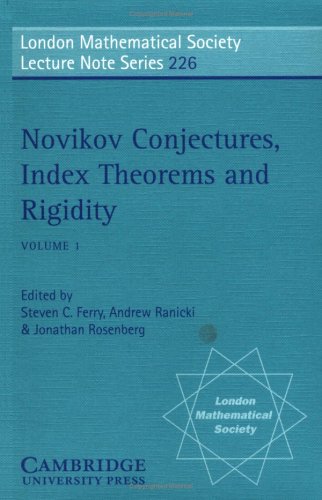 London Mathematical Society
Lecture Note Series 226
Novikov Conjectures,
Index Theorems and
Rigidity
VOLUME 1
Edited by
Steven C. Ferry, Andrew Ranicki
& Jonathan Rosenberg
London
Mathematical
Society
CAMBRIDGE
UNIVERSITY PRESS